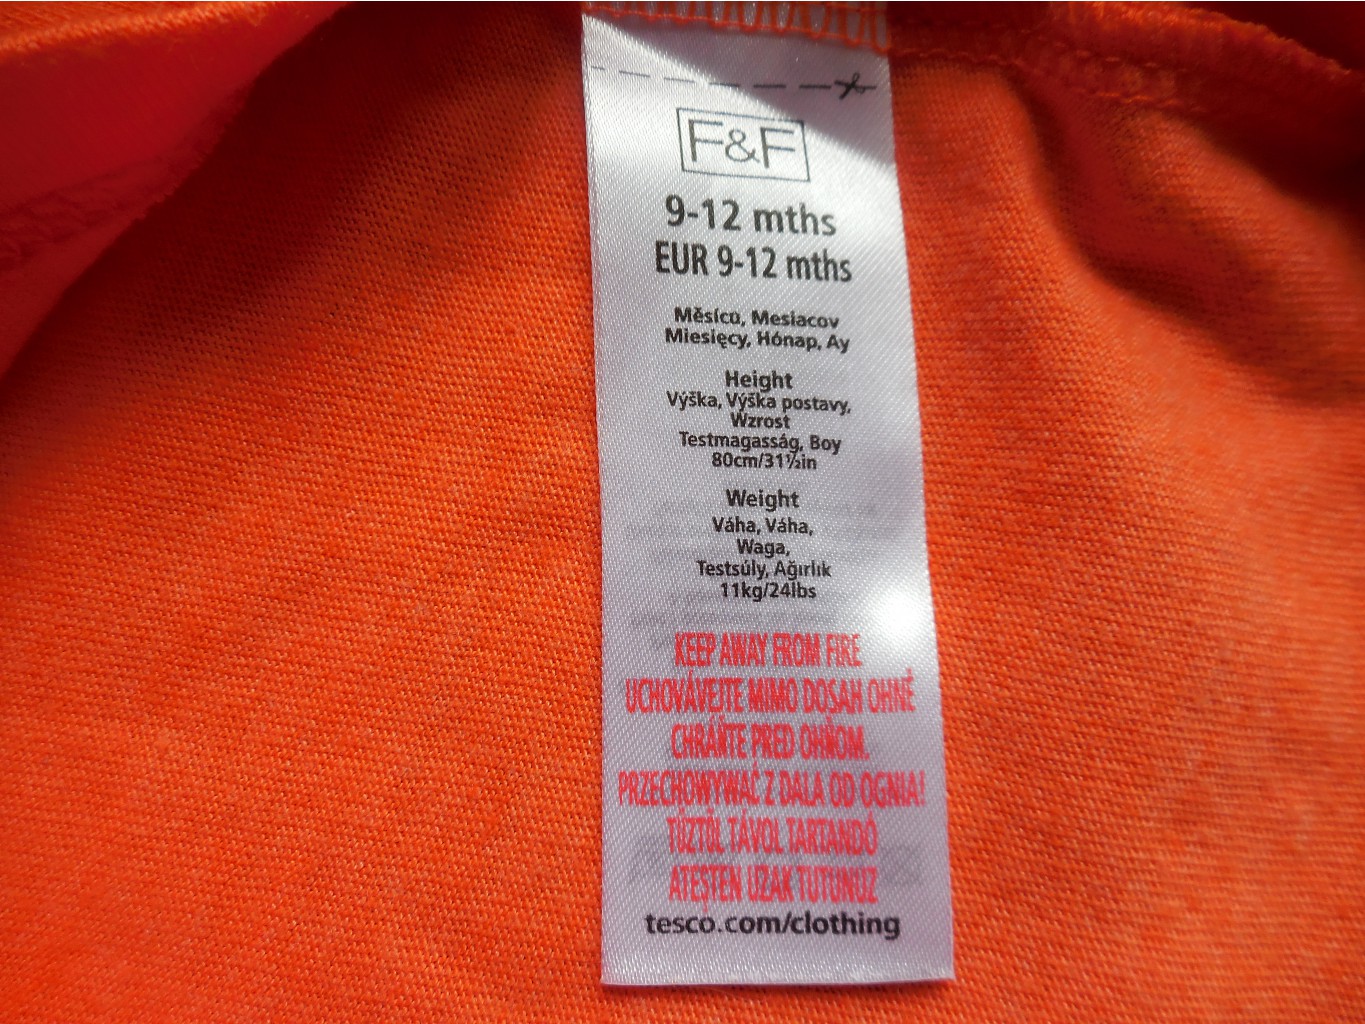 F&F
9-12 mths
EUR 9-12 mths
Měsíců, Mesiacov
Miesięcy, Hónap, Ay
Height
Výška, Výška postavy,
Wzrost
Testmagasság, Boy
80cm/31½in
Weight
Váha, Váha,
Waga,
Testsúly, Ağırlık
11kg/24lbs
KEEP AWAY FROM FIRE
UCHOVÁVEJTE MIMO DOSAH OHNĚ
CHRÁŇTE PRED OHŇOM.
PRZECHOWYWAĆ Z DALA OD OGNIA!
TŰZTŐL TÁVOL TARTANDÓ
ATEŞTEN UZAK TUTUNUZ
tesco.com/clothing